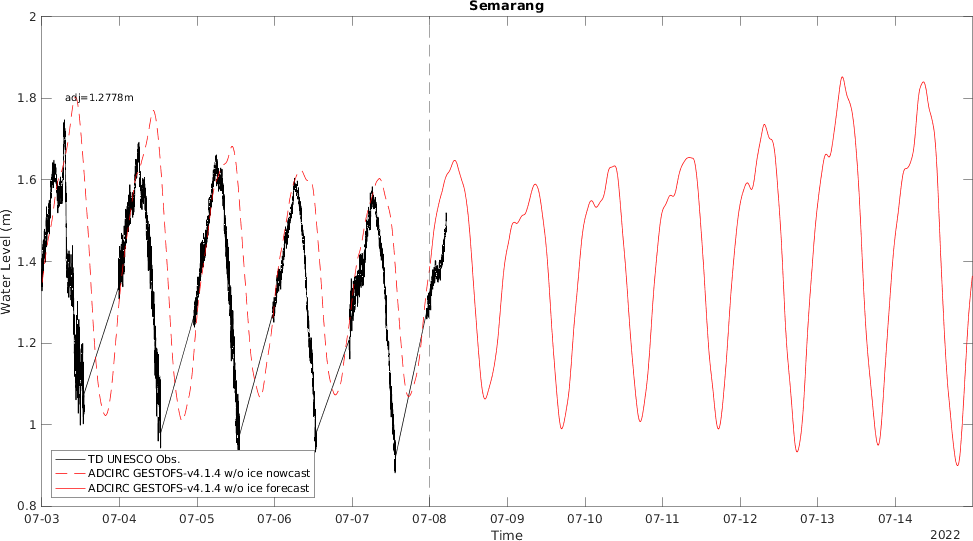 Semarang
2
1.8
1.6
1.4
1.2
1
0.8
Water Level (m)
adj=1.2778m
TD UNESCO Obs.
ADCIRC GESTOFS-v4.1.4 w/o ice nowcast
ADCIRC GESTOFS-v4.1.4 w/o ice forecast
07-03 07-04 07-05 07-06 07-07 07-08 07-09 07-10 07-11 07-12 07-13 07-14
Time
2022